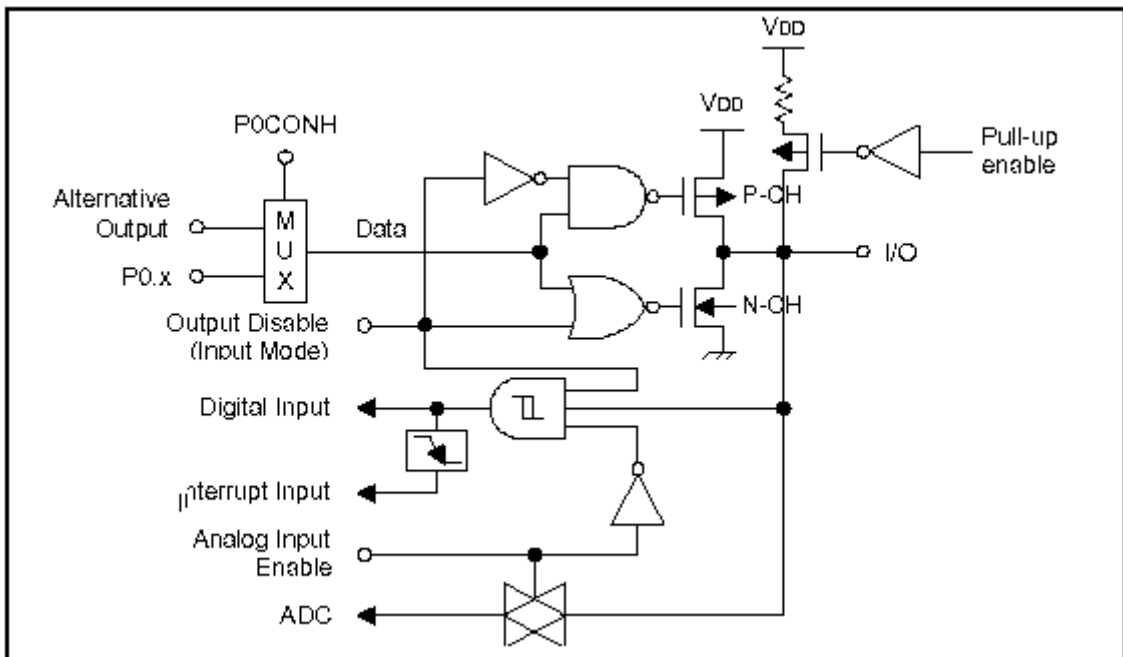 VDD
VDD
P0CONH
Pull-up
enable
Alternative
Output
M
U
X
Data
P-CH
P0.x
I/O
Output Disable
(Input Mode)
N-CH
Digital Input
Interrupt Input
Analog Input
Enable
ADC